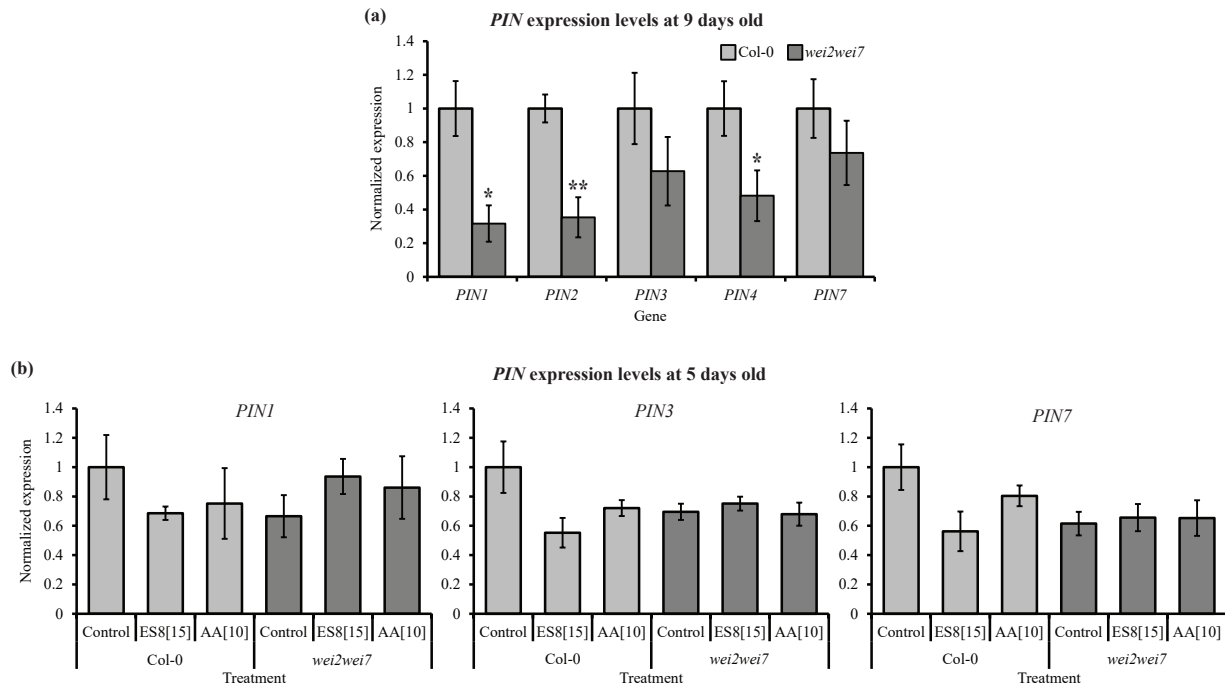 (a)
PIN expression levels at 9 days old
Col-0 wei2wei7
Normalized expression
1.4
1.2
1
0.8
0.6
0.4
0.2
0
* ** *
PIN1 PIN2 PIN3 PIN4 PIN7
Gene
(b)
PIN expression levels at 5 days old
PIN1
Normalized expression
1.4
1.2
1
0.8
0.6
0.4
0.2
0
Control ES8[15] AA[10] Control ES8[15] AA[10]
Col-0 wei2wei7
Treatment
PIN3
1.4
1.2
1
0.8
0.6
0.4
0.2
0
Control ES8[15] AA[10] Control ES8[15] AA[10]
Col-0 wei2wei7
Treatment
PIN7
1.4
1.2
1
0.8
0.6
0.4
0.2
0
Control ES8[15] AA[10] Control ES8[15] AA[10]
Col-0 wei2wei7
Treatment